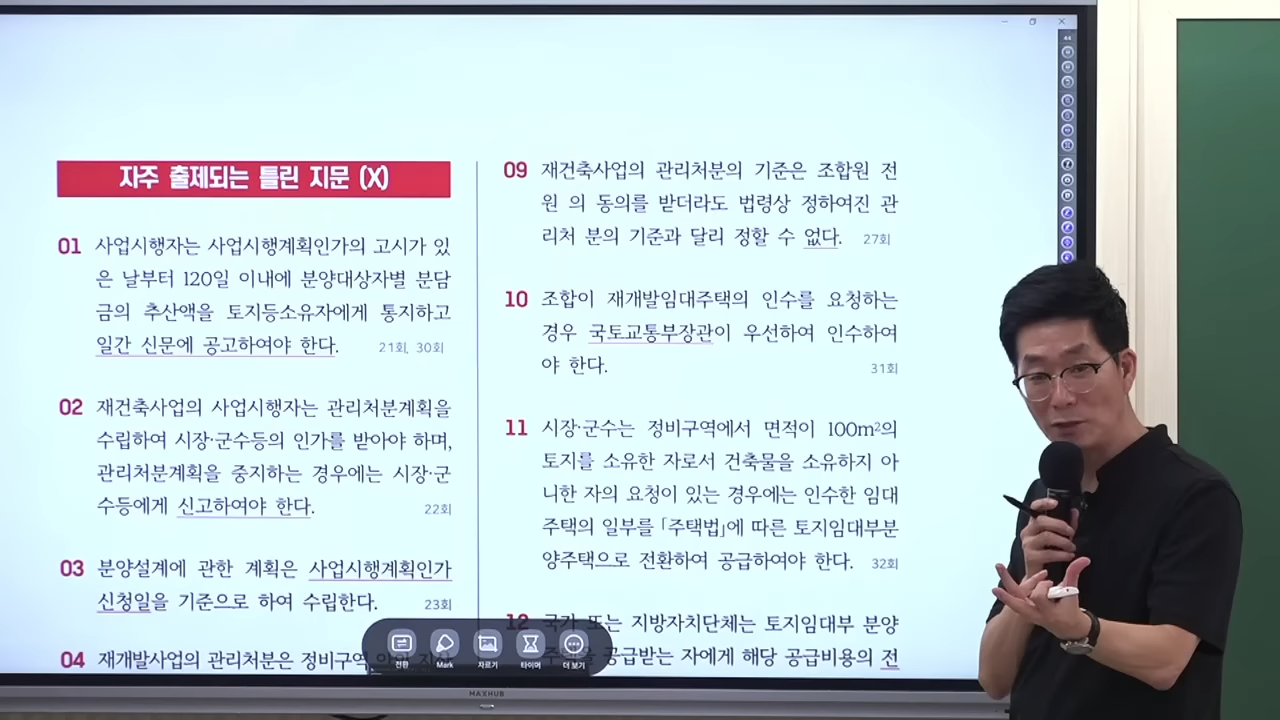 자주 출제되는 틀린 지문 (X)
01 사업시행자는 사업시행계획인가의 고시가 있
은 날부터 120일 이내에 분양대상자별 분담
금의 추산액을 토지등소유자에게 통지하고
일간 신문에 공고하여야 한다. 21회, 30회
02 재건축사업의 사업시행자는 관리처분계획을
수립하여 시장·군수등의 인가를 받아야 하며,
관리처분계획을 중지하는 경우에는 시장·군
수등에게 신고하여야 한다. 22회
03 분양설계에 관한 계획은 사업시행계획인가
신청일을 기준으로 하여 수립한다. 23회
04 재개발사업의 관리처분은 정비구역
09 재건축사업의 관리처분의 기준은 조합원 전
원 의 동의를 받더라도 법령상 정하여진 관
리처 분의 기준과 달리 정할 수 없다. 27회
10 조합이 재개발임대주택의 인수를 요청하는
경우 국토교통부장관이 우선하여 인수하여
야 한다. 31회
11 시장·군수는 정비구역에서 면적이 100m²의
토지를 소유한 자로서 건축물을 소유하지 아
니한 자의 요청이 있는 경우에는 인수한 임대
주택의 일부를 「주택법」에 따른 토지임대부분
양주택으로 전환하여 공급하여야 한다. 32회
12 국가 또는 지방자치단체는 토지임대부 분양
공급받는 자에게 해당 공급비용의 전
전환 Mark 자르기 타이머 더 보기
MAXHUB